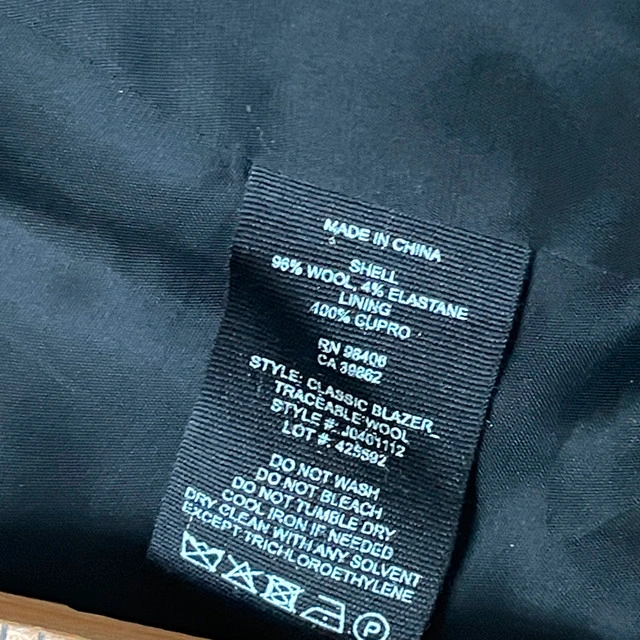 MADE IN CHINA
SHELL
96% WOOL, 4% ELASTANE
LINING
100% CUPRO
RN 98406
CA 39862
STYLE: CLASSIC BLAZER_
TRACEABLE WOOL
STYLE #: J0401112
LOT #: 425592
DO NOT WASH
DO NOT BLEACH
DO NOT TUMBLE DRY
COOL IRON IF NEEDED
DRY CLEAN WITH ANY SOLVENT
EXCEPT TRICHLOROETHYLENE
P